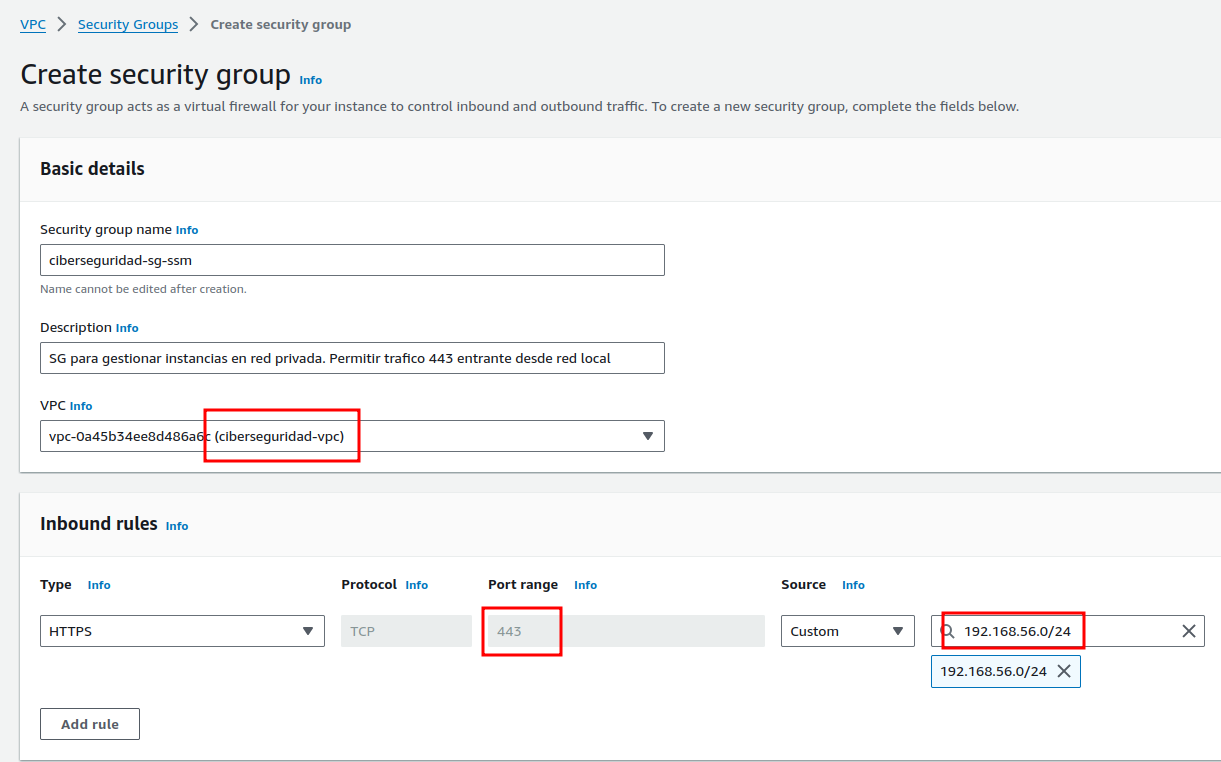 VPC > Security Groups > Create security group
Create security group Info
A security group acts as a virtual firewall for your instance to control inbound and outbound traffic. To create a new security group, complete the fields below.
Basic details
Security group name Info
ciberseguridad-sg-ssm
Name cannot be edited after creation.
Description Info
SG para gestionar instancias en red privada. Permitir trafico 443 entrante desde red local
VPC Info
vpc-0a45b34ee8d486a6c (ciberseguridad-vpc)
Inbound rules Info
Type Info Protocol Info Port range Info Source Info
HTTPS TCP 443 Custom 192.168.56.0/24
192.168.56.0/24
Add rule